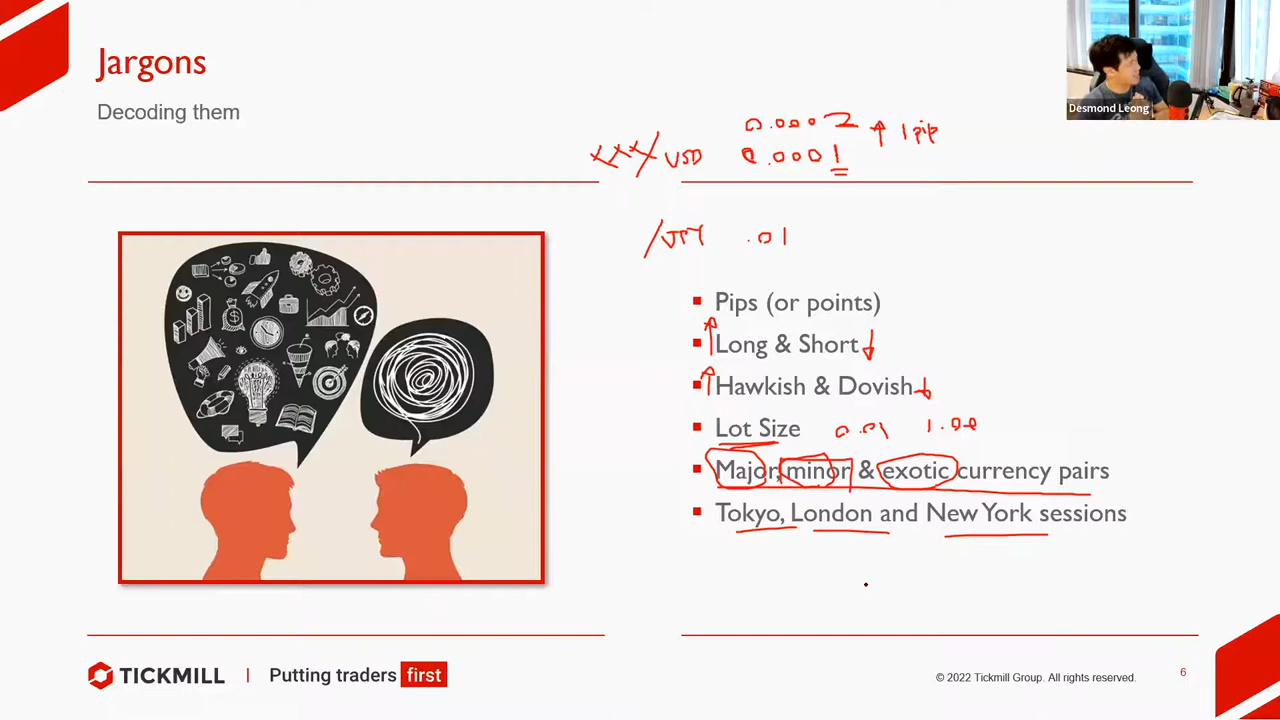 Jargons
Decoding them
Desmond Leong
0.0002 ↑ 1 pip
xxx/USD 0.0001
/JPY .01
Pips (or points)
Long & Short
Hawkish & Dovish
Lot Size 0.01 1.00
Major, minor & exotic currency pairs
Tokyo, London and New York sessions
TICKMILL | Putting traders first
© 2022 Tickmill Group. All rights reserved.
6